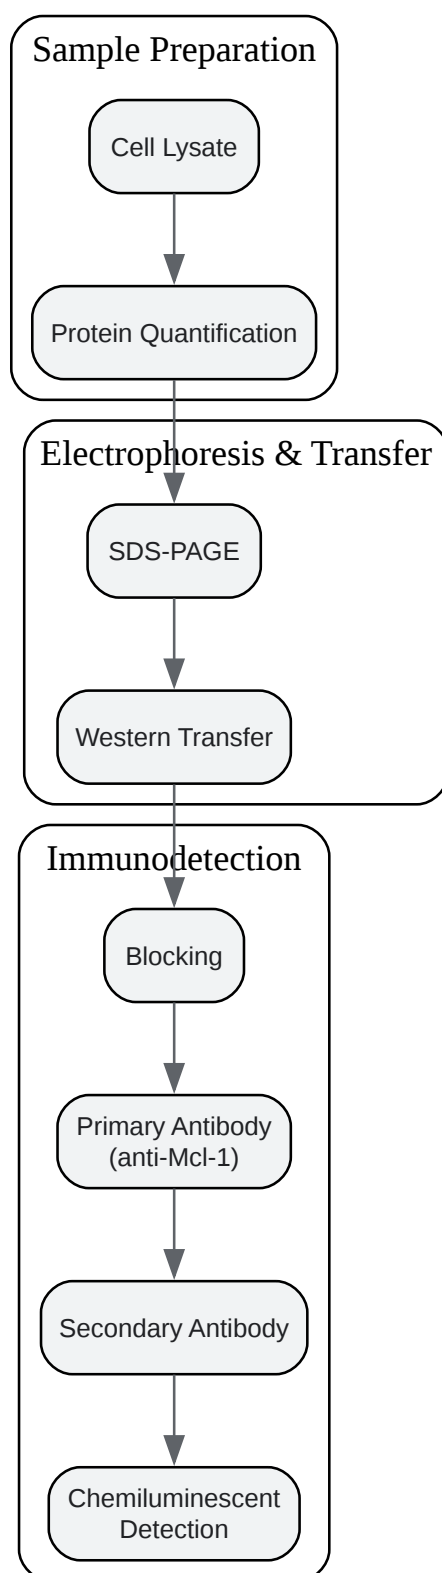 Sample Preparation
Cell Lysate
Protein Quantification
Electrophoresis & Transfer
SDS-PAGE
Western Transfer
Immunodetection
Blocking
Primary Antibody
(anti-Mcl-1)
Secondary Antibody
Chemiluminescent
Detection